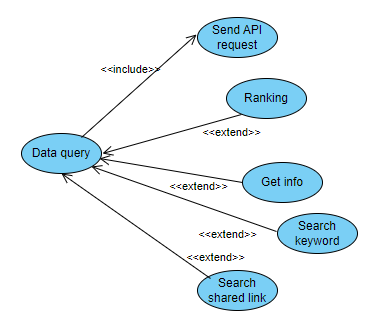 Send API
request
<<include>>
Ranking
<<extend>>
Data query
Get info
<<extend>>
Search
keyword
<<extend>>
<<extend>>
Search
shared link